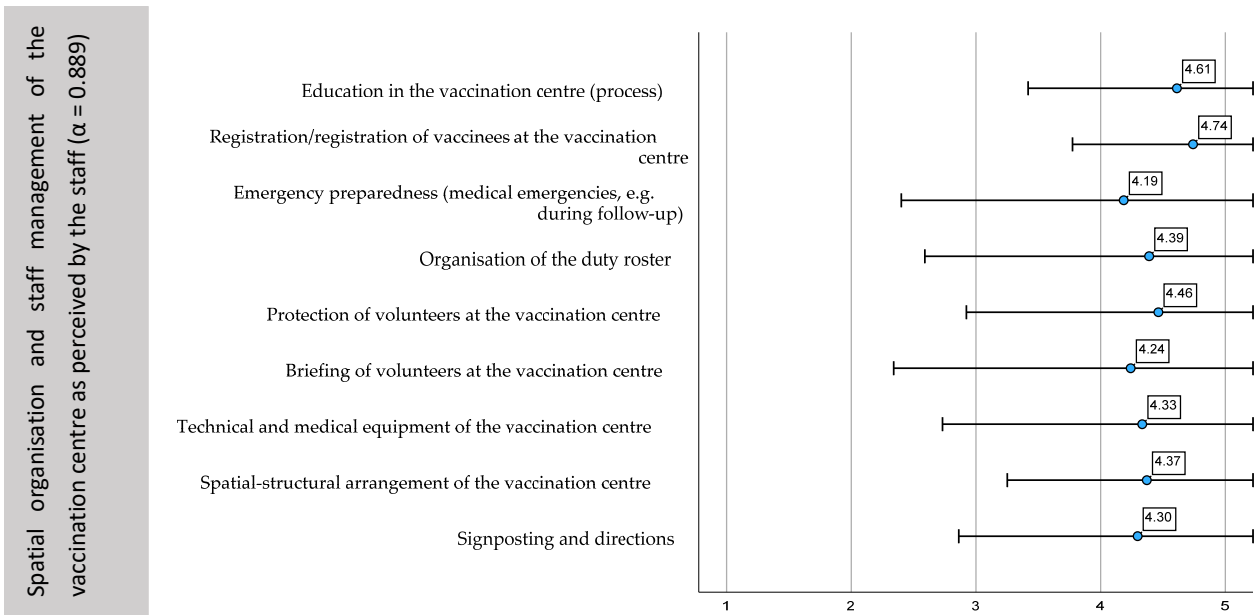 Spatial organisation and staff management of the
vaccination centre as perceived by the staff (α = 0.889)
Education in the vaccination centre (process)
4.61
Registration/registration of vaccinees at the vaccination
centre
4.74
Emergency preparedness (medical emergencies, e.g.
during follow-up)
4.19
Organisation of the duty roster
4.39
Protection of volunteers at the vaccination centre
4.46
Briefing of volunteers at the vaccination centre
4.24
Technical and medical equipment of the vaccination centre
4.33
Spatial-structural arrangement of the vaccination centre
4.37
Signposting and directions
4.30
1 2 3 4 5